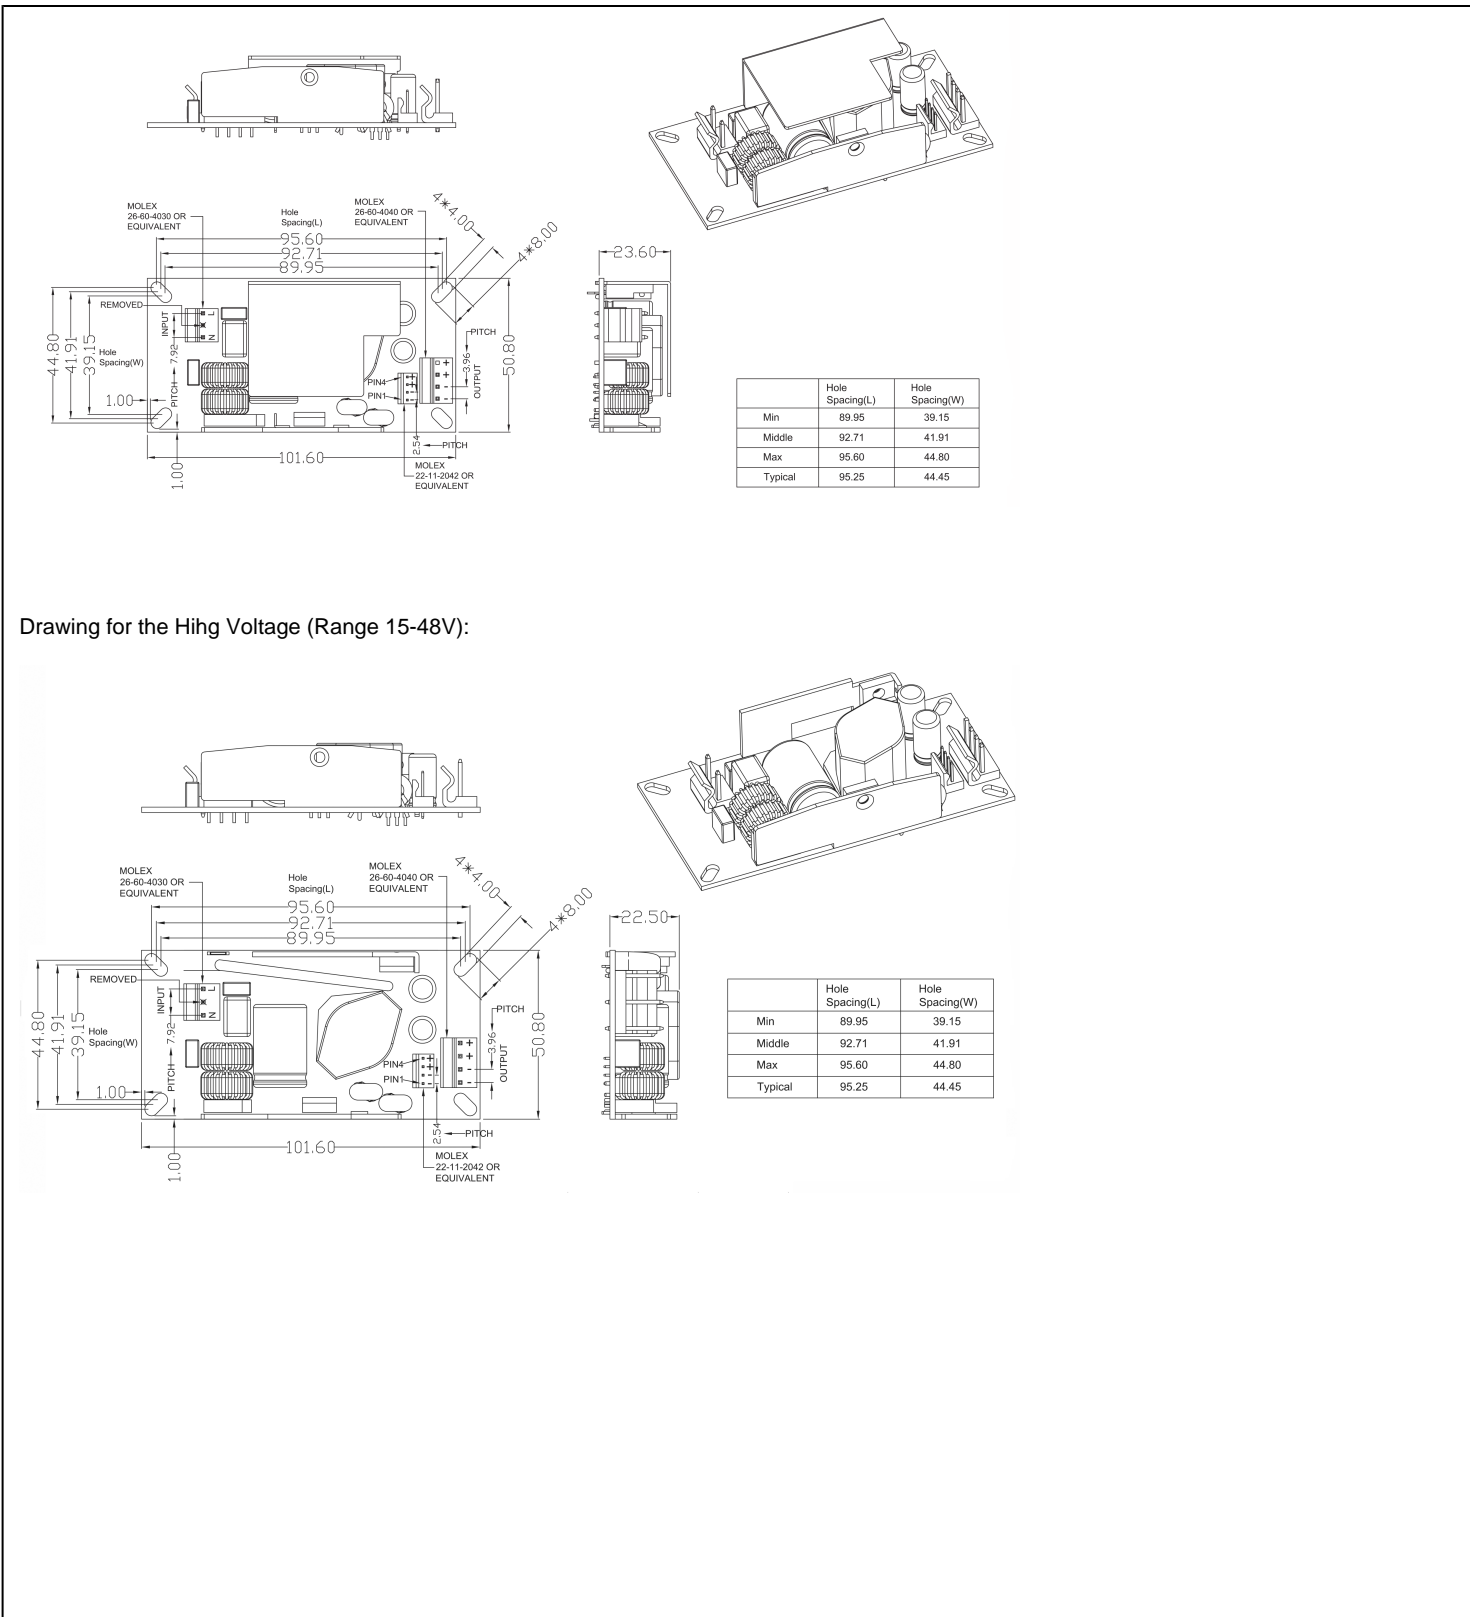 MOLEX
26-60-4030 OR
EQUIVALENT
Hole
Spacing(L)
MOLEX
26-60-4040 OR
EQUIVALENT
4*4.00
4*8.00
95.60
92.71
89.95
23.60
REMOVED
INPUT
L
N
44.80
41.91
39.15
Hole
Spacing(W)
7.92
PITCH
1.00
PIN4
PIN1
+
+
-
-
+
+
-
-
PITCH
3.96
OUTPUT
50.80
2.54
PITCH
101.60
1.00
MOLEX
22-11-2042 OR
EQUIVALENT
Hole Spacing(L) Hole Spacing(W)
Min 89.95 39.15
Middle 92.71 41.91
Max 95.60 44.80
Typical 95.25 44.45
Drawing for the Hihg Voltage (Range 15-48V):
MOLEX
26-60-4030 OR
EQUIVALENT
Hole
Spacing(L)
MOLEX
26-60-4040 OR
EQUIVALENT
4*4.00
4*8.00
95.60
92.71
89.95
22.50
REMOVED
INPUT
L
N
44.80
41.91
39.15
Hole
Spacing(W)
7.92
PITCH
1.00
PIN4
PIN1
+
+
-
-
+
+
-
-
PITCH
3.96
OUTPUT
50.80
2.54
PITCH
101.60
1.00
MOLEX
22-11-2042 OR
EQUIVALENT
Hole Spacing(L) Hole Spacing(W)
Min 89.95 39.15
Middle 92.71 41.91
Max 95.60 44.80
Typical 95.25 44.45